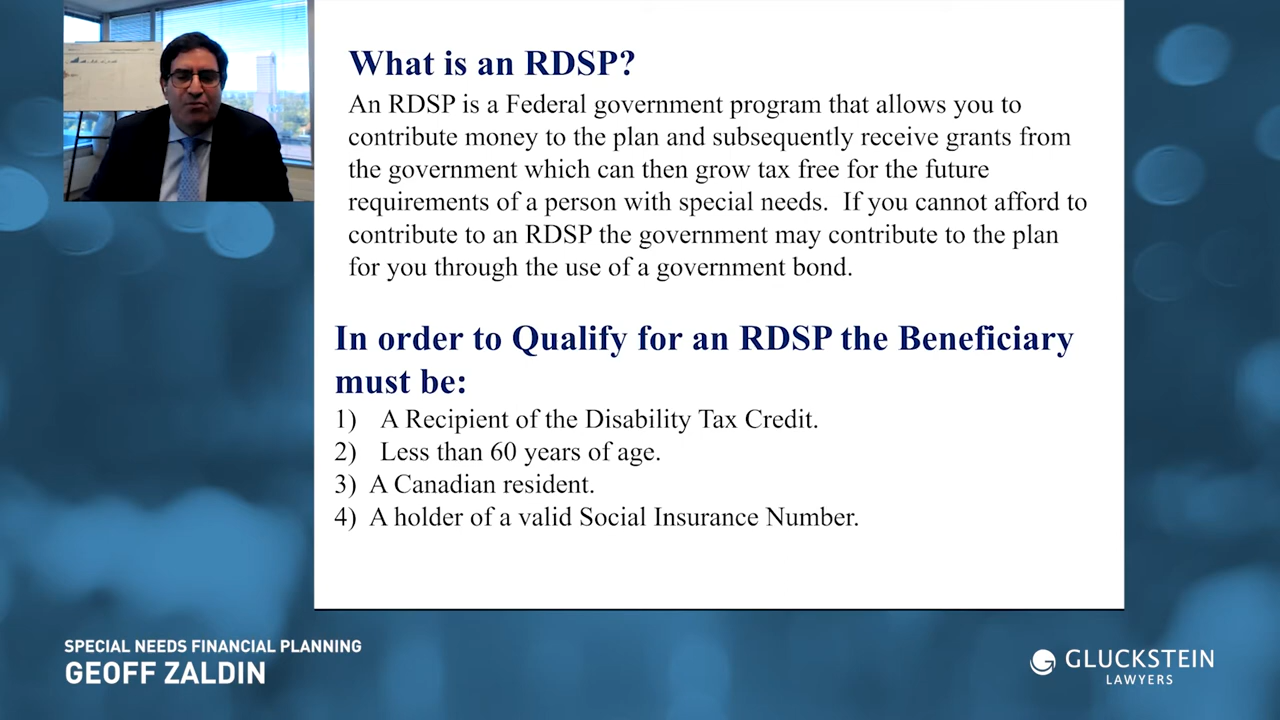 What is an RDSP?
An RDSP is a Federal government program that allows you to
contribute money to the plan and subsequently receive grants from
the government which can then grow tax free for the future
requirements of a person with special needs.  If you cannot afford to
contribute to an RDSP the government may contribute to the plan
for you through the use of a government bond.
In order to Qualify for an RDSP the Beneficiary
must be:
1) A Recipient of the Disability Tax Credit.
2) Less than 60 years of age.
3) A Canadian resident.
4) A holder of a valid Social Insurance Number.
SPECIAL NEEDS FINANCIAL PLANNING
GEOFF ZALDIN
GLUCKSTEIN
LAWYERS